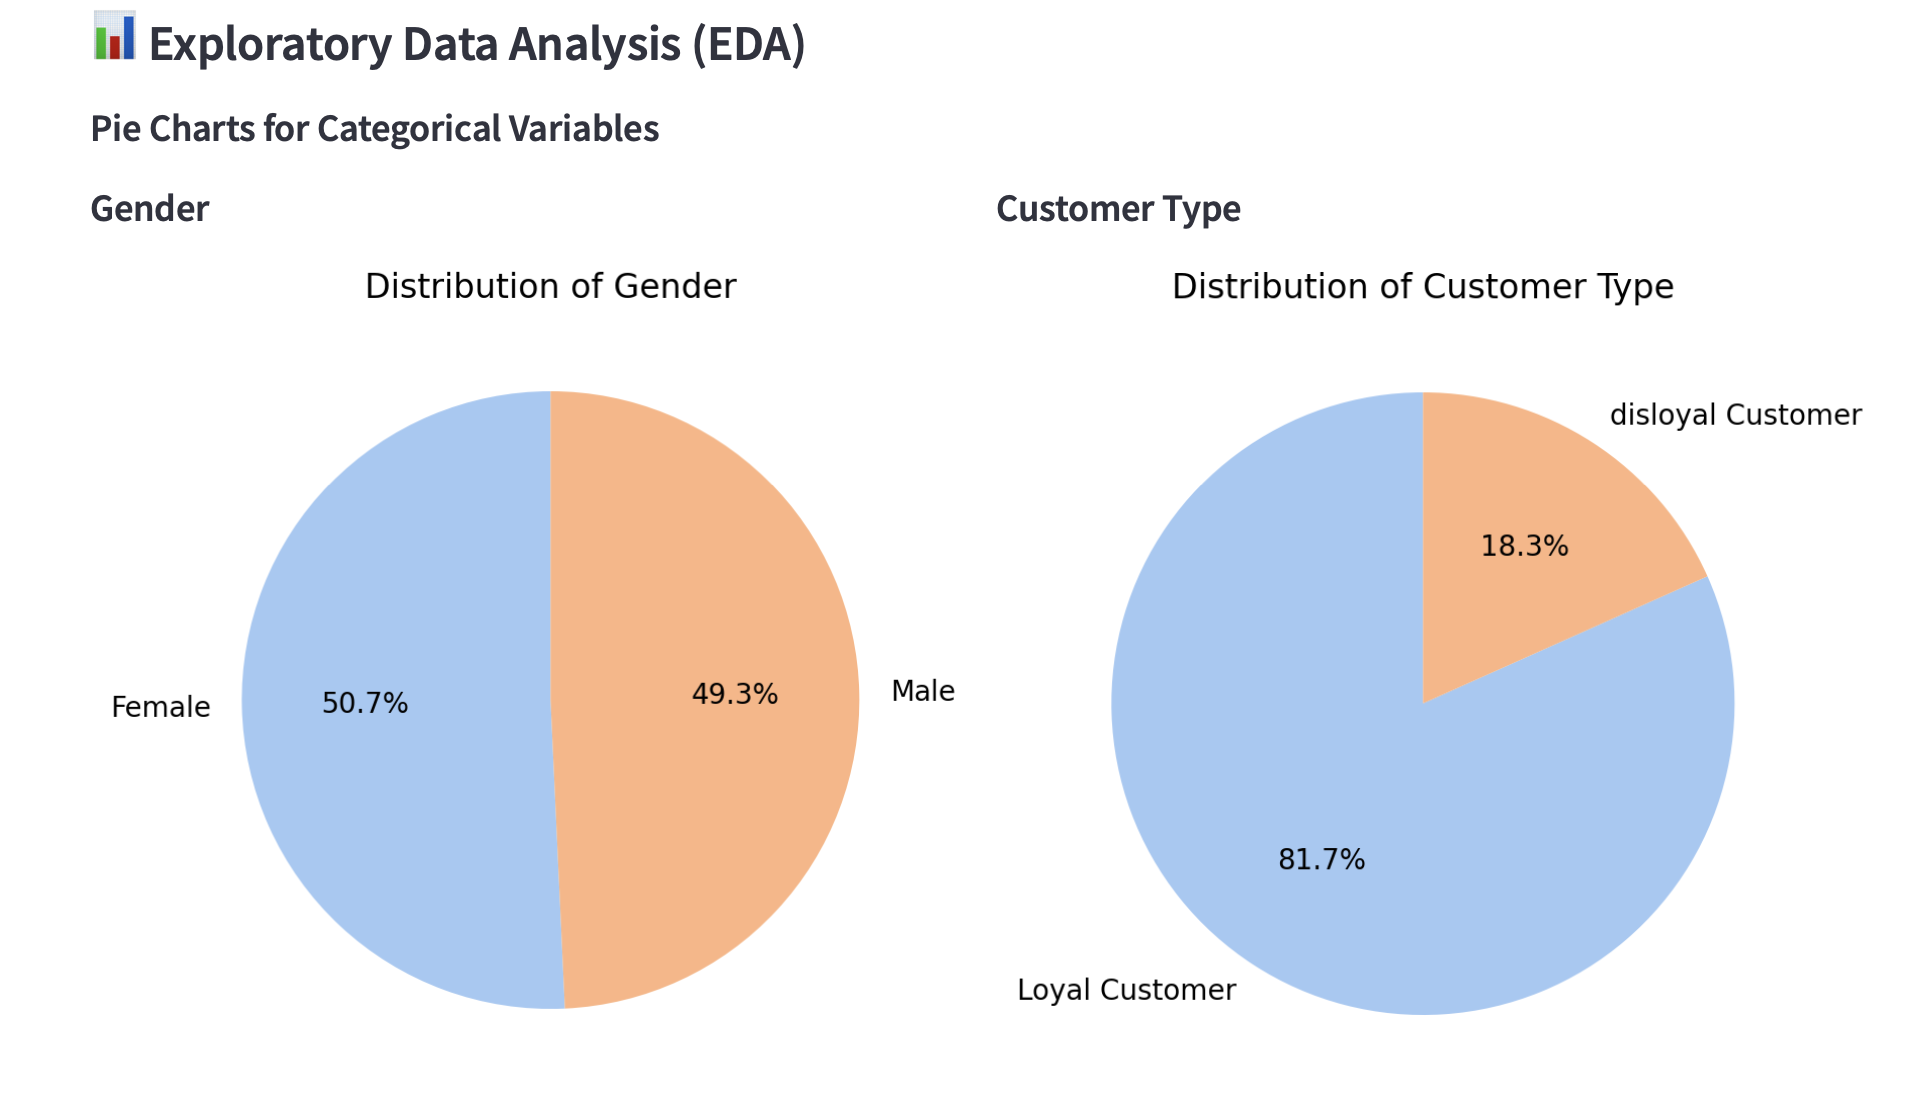 Exploratory Data Analysis (EDA)
Pie Charts for Categorical Variables
Gender
Distribution of Gender
Female
50.7%
49.3%
Male
Customer Type
Distribution of Customer Type
disloyal Customer
18.3%
81.7%
Loyal Customer